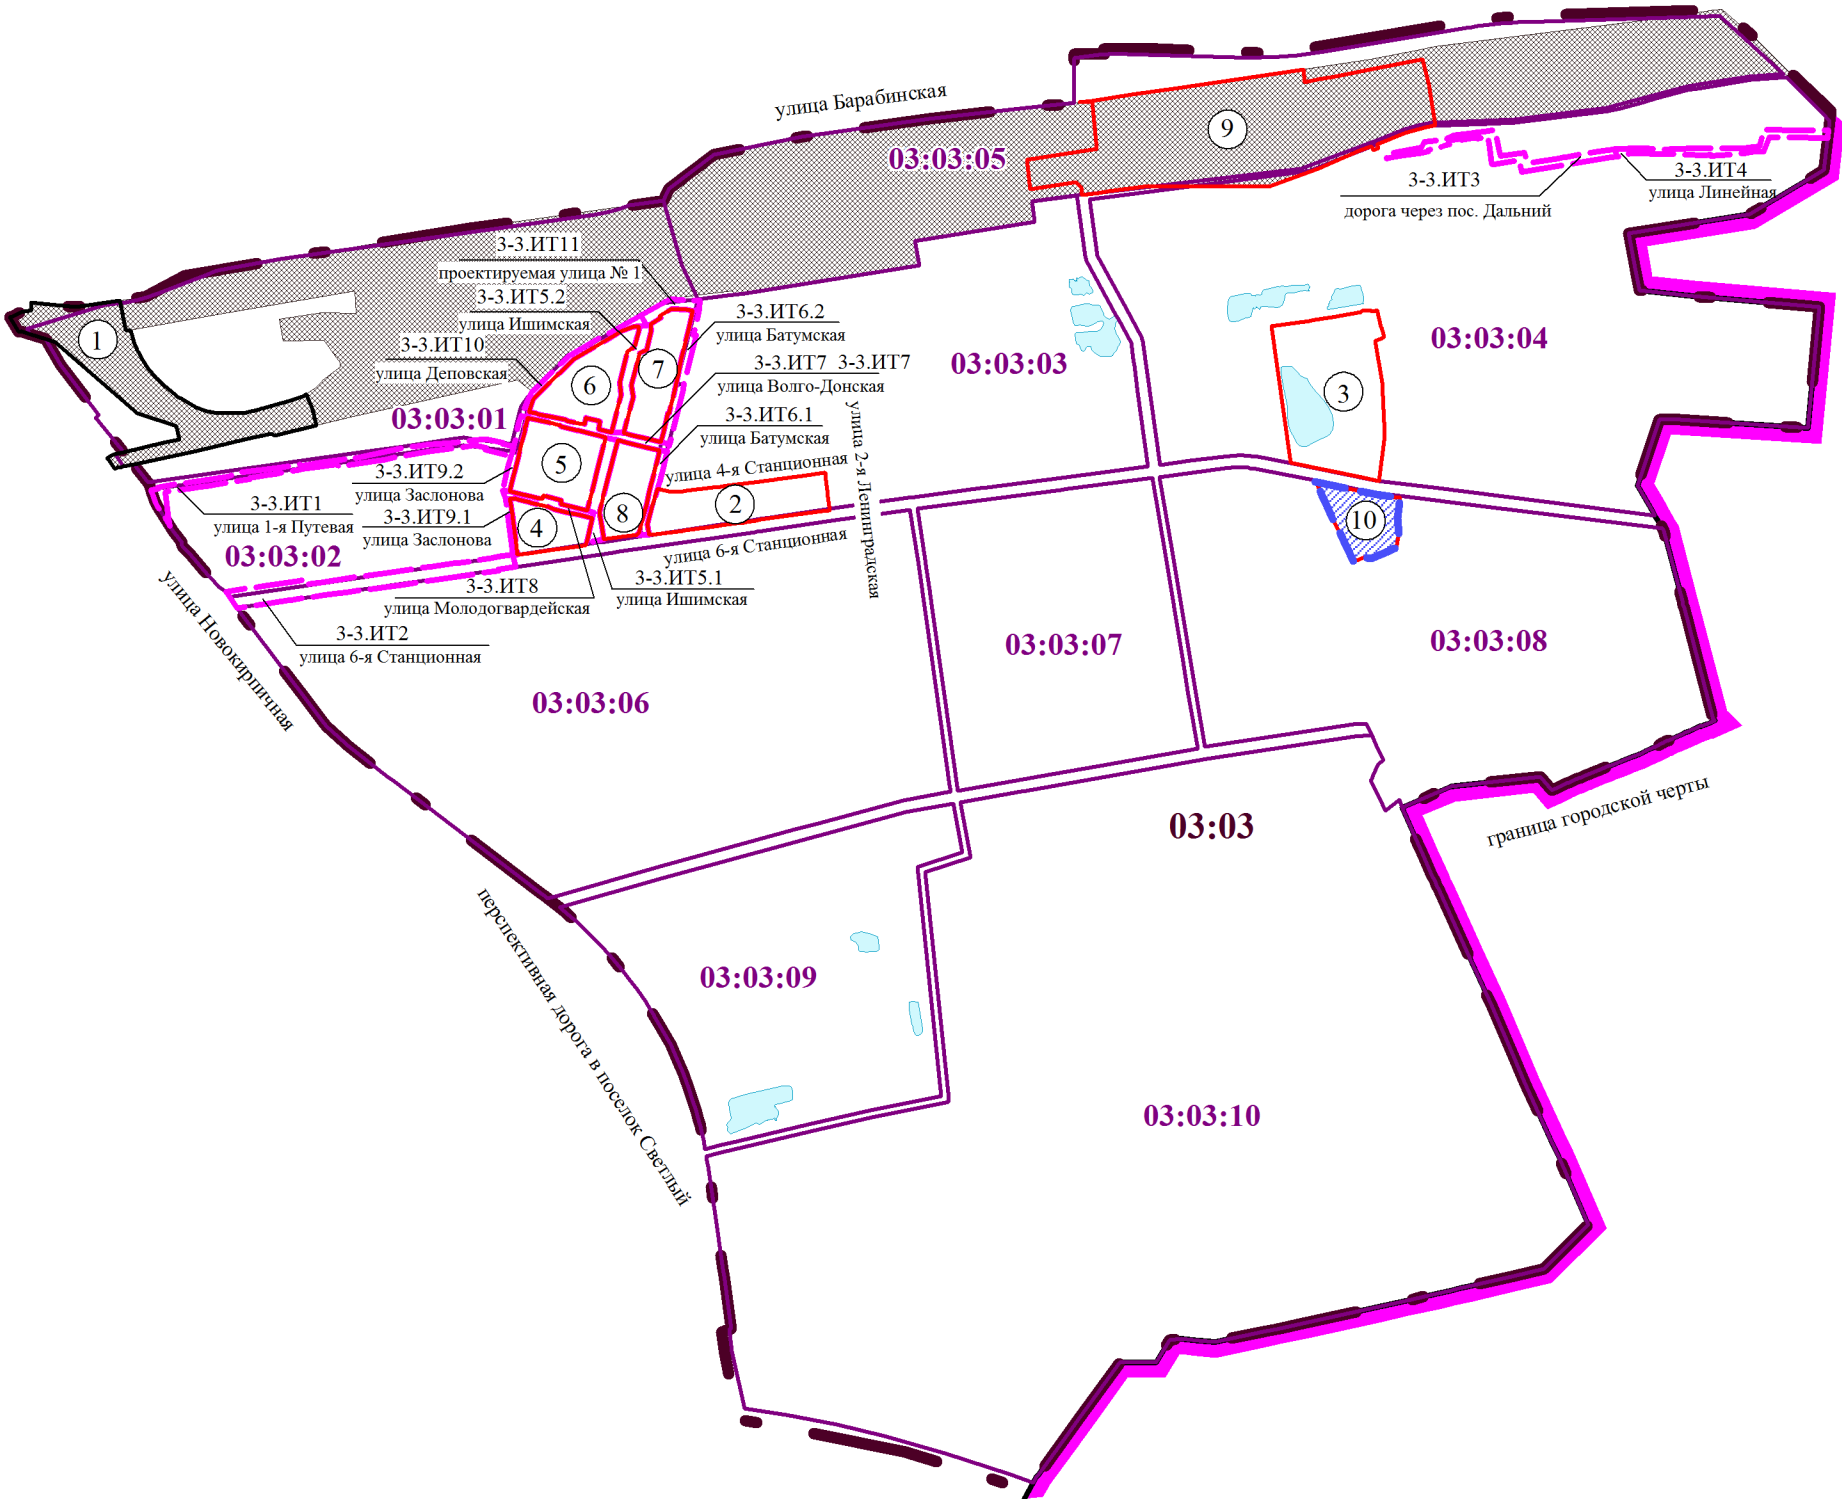 улица Барабинская
9
03:03:05
3-3.ИТ3
дорога через пос. Дальний
3-3.ИТ4
улица Линейная
3-3.ИТ11
проектируемая улица № 1
3-3.ИТ5.2
улица Ишимская
3-3.ИТ6.2
улица Батумская
1
3-3.ИТ10
улица Деповская
7
6
3-3.ИТ7
3-3.ИТ7
улица Волго-Донская
03:03:03
03:03:04
3
03:03:01
3-3.ИТ6.1
улица Батумская
3-3.ИТ9.2
улица Заслонова
5
улица 4-я Станционная
улица 2-я Ленинградская
3-3.ИТ1
улица 1-я Путевая
3-3.ИТ9.1
улица Заслонова
4
8
2
10
03:03:02
улица 6-я Станционная
3-3.ИТ8
улица Молодогвардейская
3-3.ИТ5.1
улица Ишимская
улица Новокирпичная
3-3.ИТ2
улица 6-я Станционная
03:03:07
03:03:08
03:03:06
03:03
граница городской черты
перспективная дорога в поселок Светлый
03:03:09
03:03:10